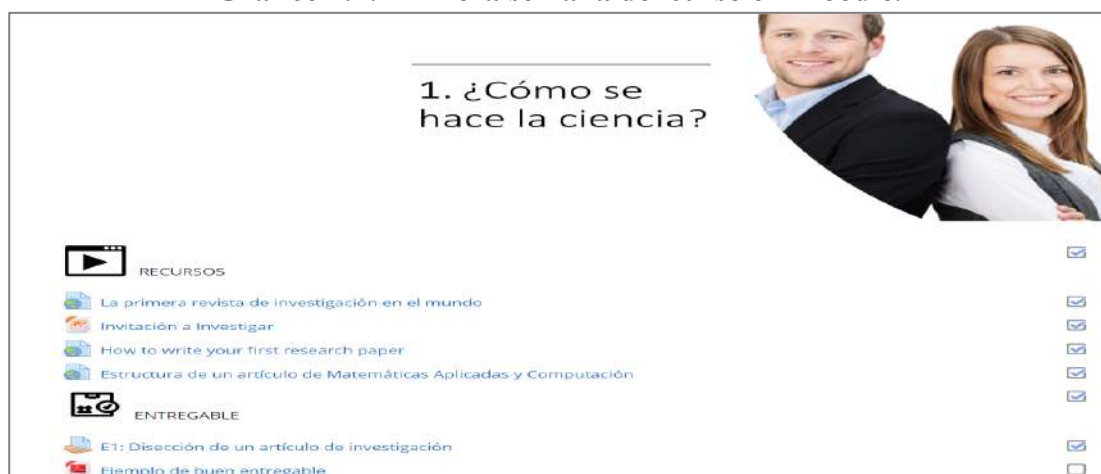 1. ¿Cómo se
hace la ciencia?
RECURSOS
La primera revista de investigación en el mundo
Invitación a Investigar
How to write your first research paper
Estructura de un artículo de Matemáticas Aplicadas y Computación
ENTREGABLE
E1: Disección de un artículo de investigación
Ejemplo de buen entregable